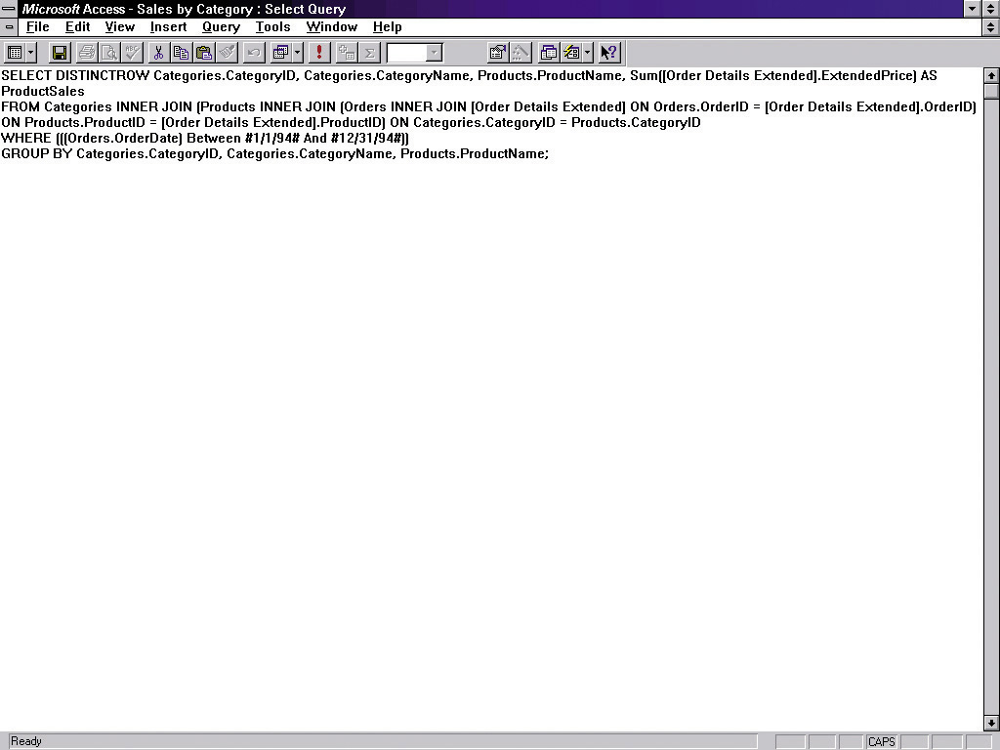 Microsoft Access - Sales by Category : Select Query
File Edit View Insert Query Tools Window Help
SELECT DISTINCTROW Categories.CategoryID, Categories.CategoryName, Products.ProductName, Sum([Order Details Extended].ExtendedPrice) AS
ProductSales
FROM Categories INNER JOIN (Products INNER JOIN (Orders INNER JOIN [Order Details Extended] ON Orders.OrderID = [Order Details Extended].OrderID)
ON Products.ProductID = [Order Details Extended].ProductID) ON Categories.CategoryID = Products.CategoryID
WHERE (((Orders.OrderDate) Between #1/1/94# And #12/31/94#))
GROUP BY Categories.CategoryID, Categories.CategoryName, Products.ProductName;
Ready CAPS